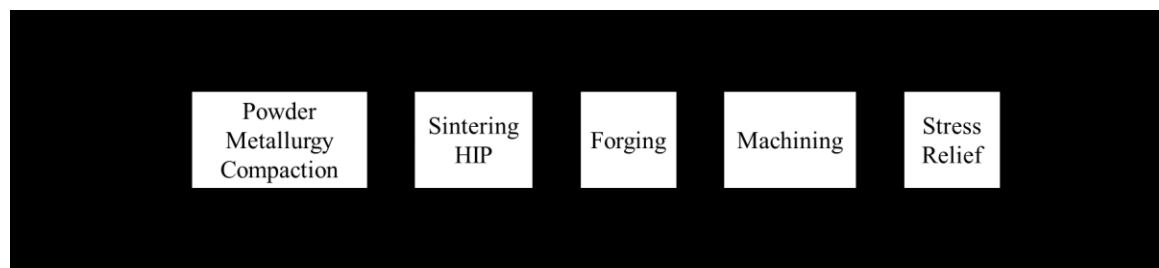 Powder
Metallurgy
Compaction
Sintering
HIP
Forging
Machining
Stress
Relief